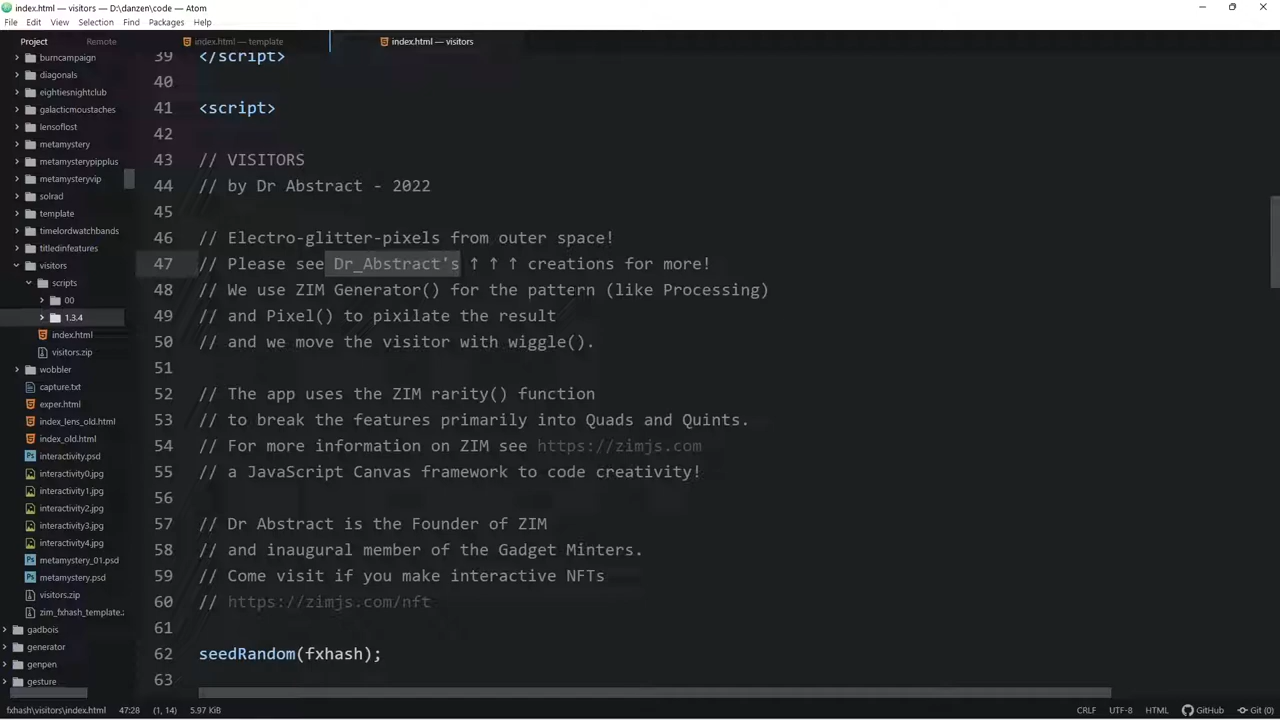 index.html — visitors — D:\danzen\code — Atom
File Edit View Selection Find Packages Help
Project Remote
index.html — template
index.html — visitors
burncampaign
diagonals
eightiesnightclub
galacticmoustaches
lensoflost
metamystery
metamysterypipplus
metamysteryvip
solrad
template
timelordwatchbands
titledinfeatures
visitors
scripts
00
1.3.4
index.html
visitors.zip
wobbler
capture.txt
exper.html
index_lens_old.html
index_old.html
interactivity.psd
interactivity0.jpg
interactivity1.jpg
interactivity2.jpg
interactivity3.jpg
interactivity4.jpg
metamystery_01.psd
metamystery.psd
visitors.zip
zim_fxhash_template.z
gadbois
generator
genpen
gesture
39 </script>
40
41 <script>
42
43 // VISITORS
44 // by Dr Abstract - 2022
45
46 // Electro-glitter-pixels from outer space!
47 // Please see Dr_Abstract's ↑ ↑ ↑ creations for more!
48 // We use ZIM Generator() for the pattern (like Processing)
49 // and Pixel() to pixilate the result
50 // and we move the visitor with wiggle().
51
52 // The app uses the ZIM rarity() function
53 // to break the features primarily into Quads and Quints.
54 // For more information on ZIM see https://zimjs.com
55 // a JavaScript Canvas framework to code creativity!
56
57 // Dr Abstract is the Founder of ZIM
58 // and inaugural member of the Gadget Minters.
59 // Come visit if you make interactive NFTs
60 // https://zimjs.com/nft
61
62 seedRandom(fxhash);
63
fxhash\visitors\index.html 47:28 (1, 14) 5.97 KiB CRLF UTF-8 HTML GitHub Git (0)